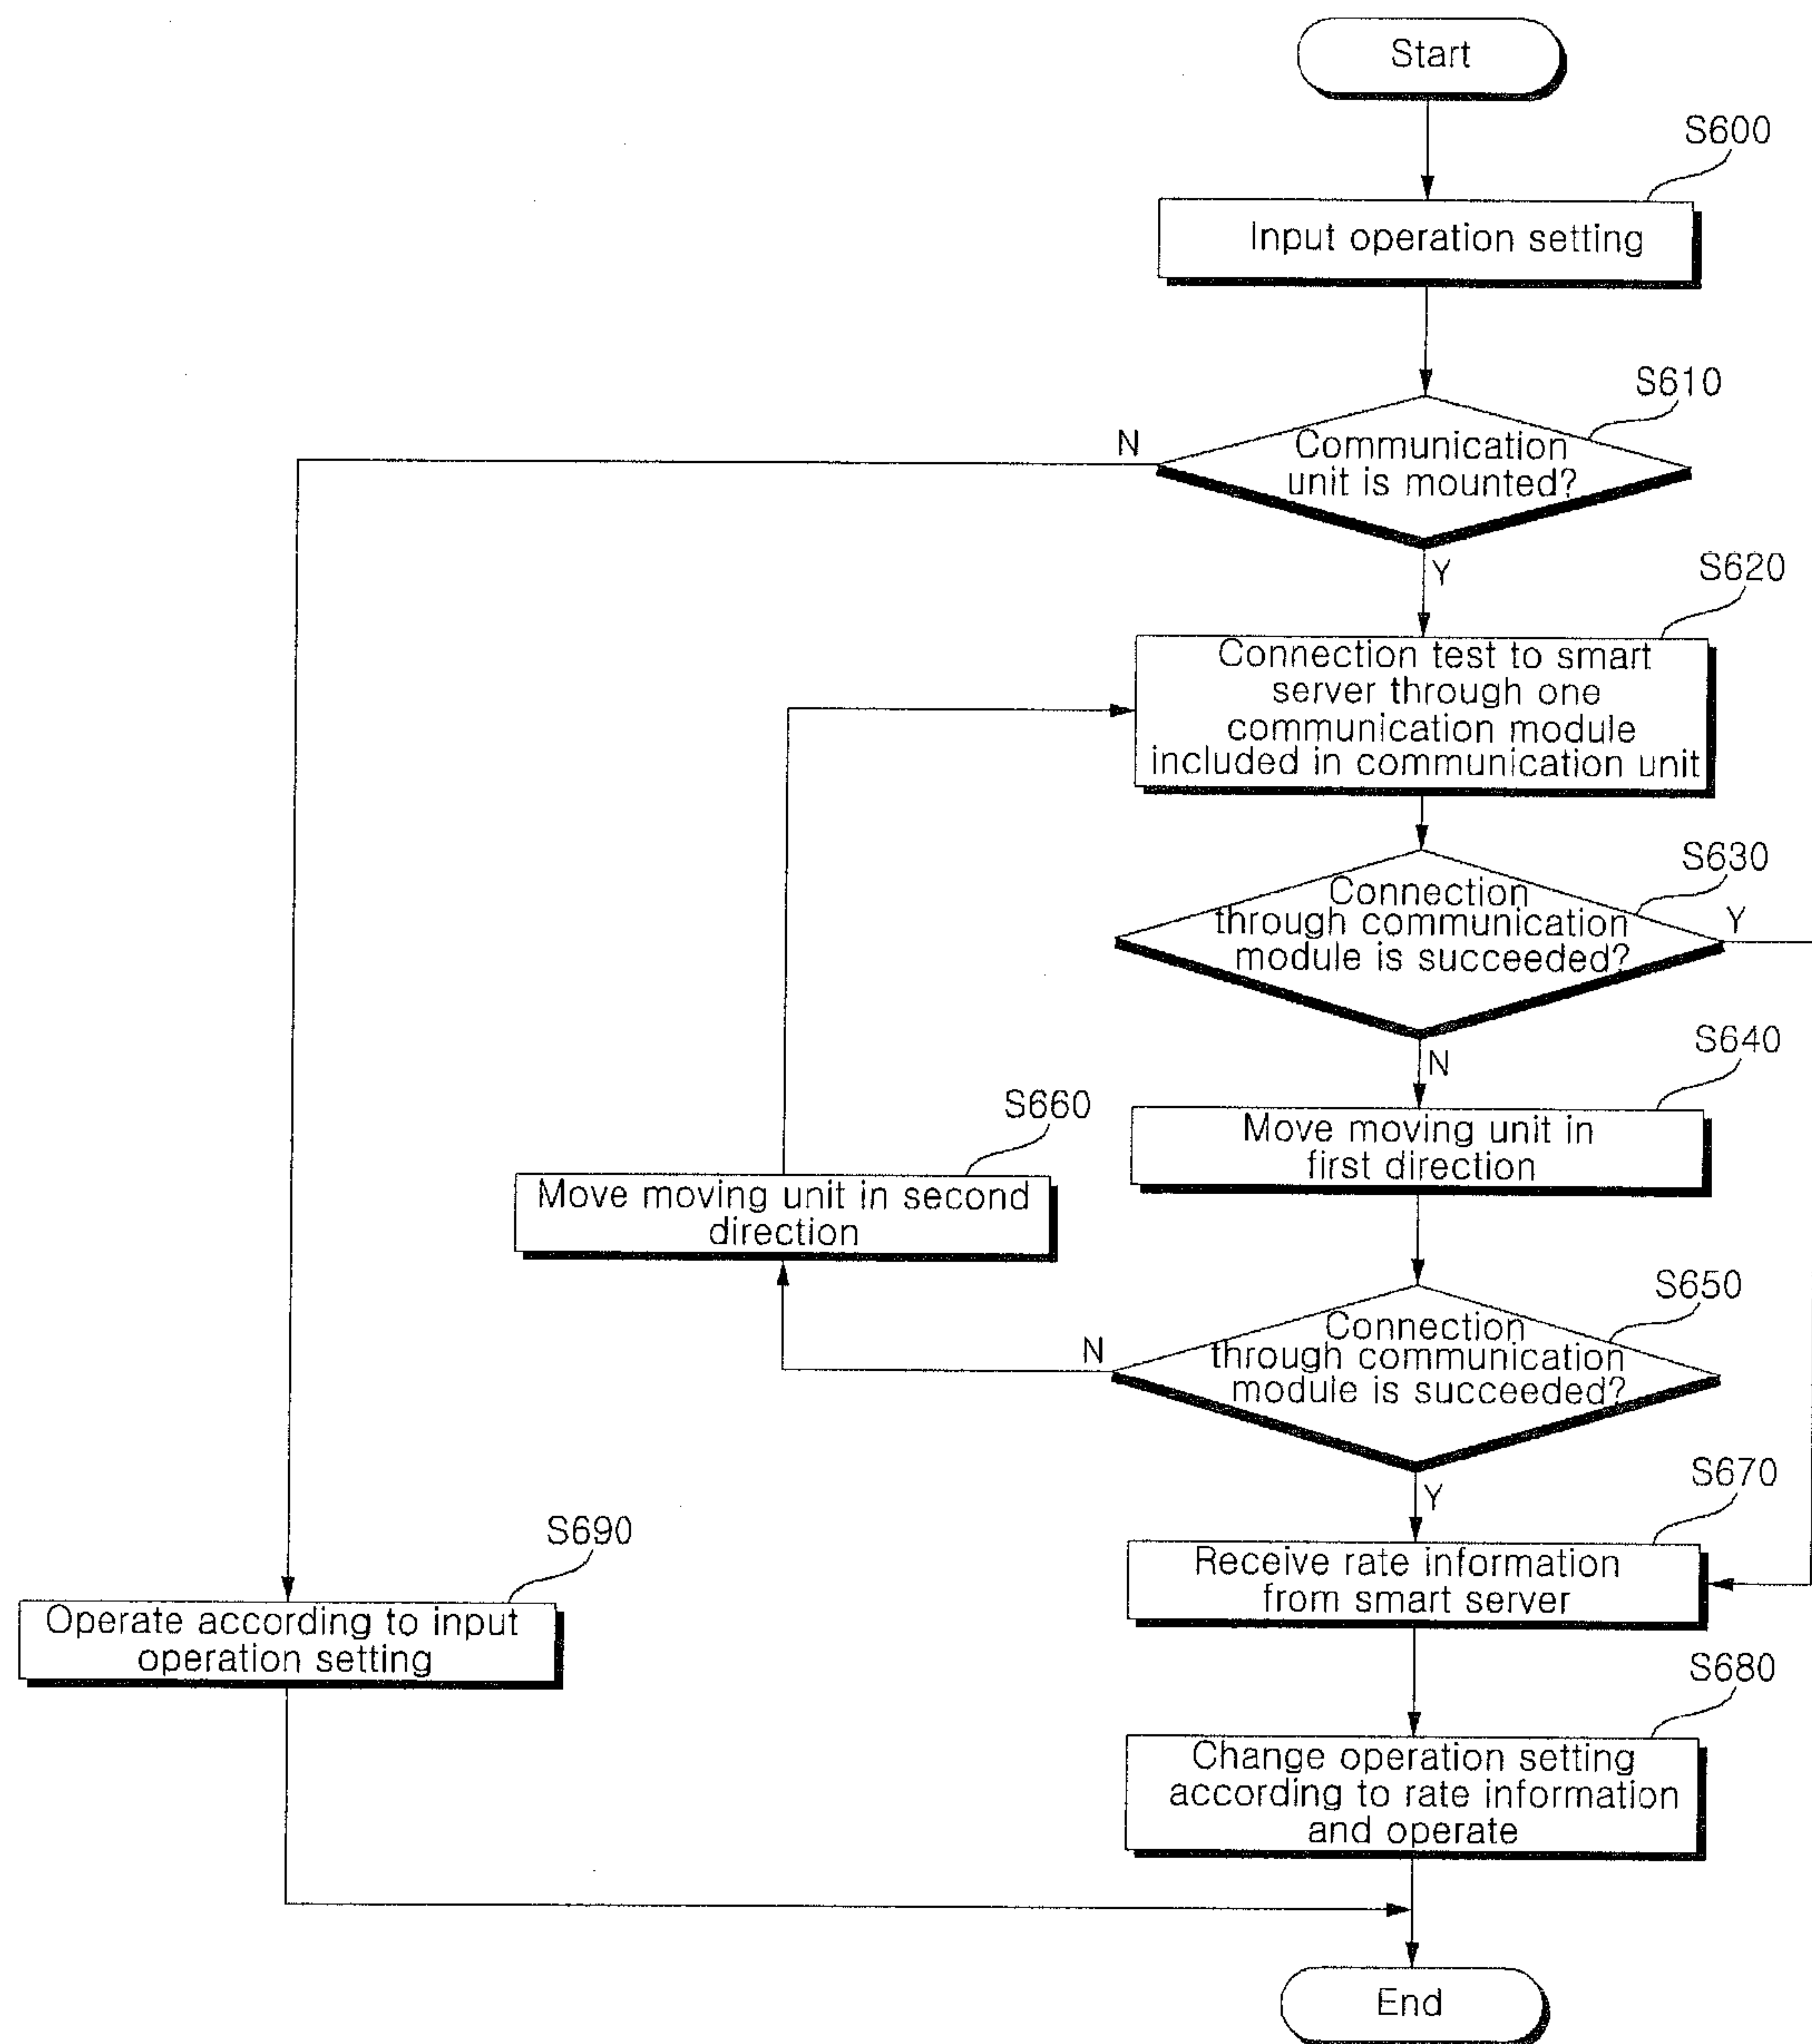 Start
S600
Input operation setting
S610
N
Communication
unit is mounted?
Y
S620
Connection test to smart
server through one
communication module
included in communication unit
S630
Connection
through communication
module is succeeded?
Y
N
S640
Move moving unit in
first direction
S660
Move moving unit in second
direction
S650
Connection
through communication
module is succeeded?
N
Y
S670
Receive rate information
from smart server
S690
Operate according to input
operation setting
S680
Change operation setting
according to rate information
and operate
End